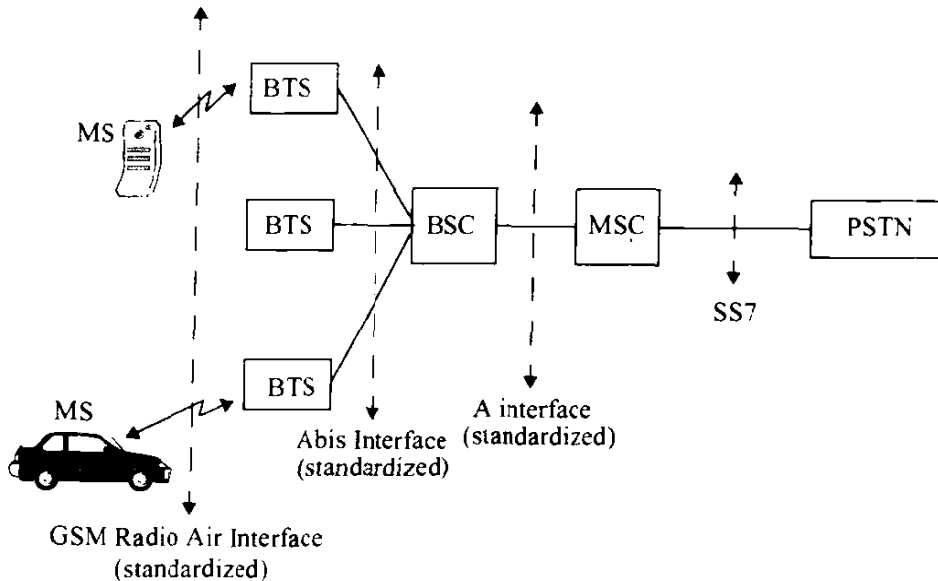 BTS
MS
BTS
BSC
MSC
PSTN
SS7
BTS
MS
A interface
(standardized)
Abis Interface
(standardized)
GSM Radio Air Interface
(standardized)